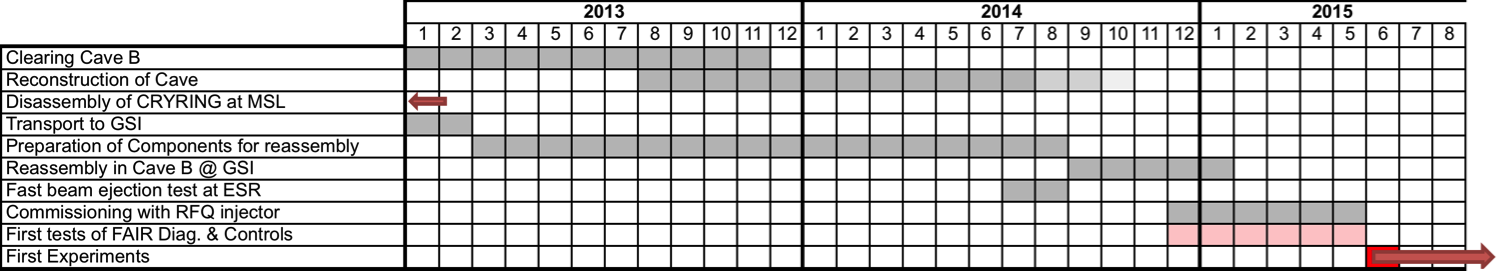 2013 2014 2015
1 2 3 4 5 6 7 8 9 10 11 12 1 2 3 4 5 6 7 8 9 10 11 12 1 2 3 4 5 6 7 8
Clearing Cave B
Reconstruction of Cave
Disassembly of CRYRING at MSL
Transport to GSI
Preparation of Components for reassembly
Reassembly in Cave B @ GSI
Fast beam ejection test at ESR
Commissioning with RFQ injector
First tests of FAIR Diag. & Controls
First Experiments